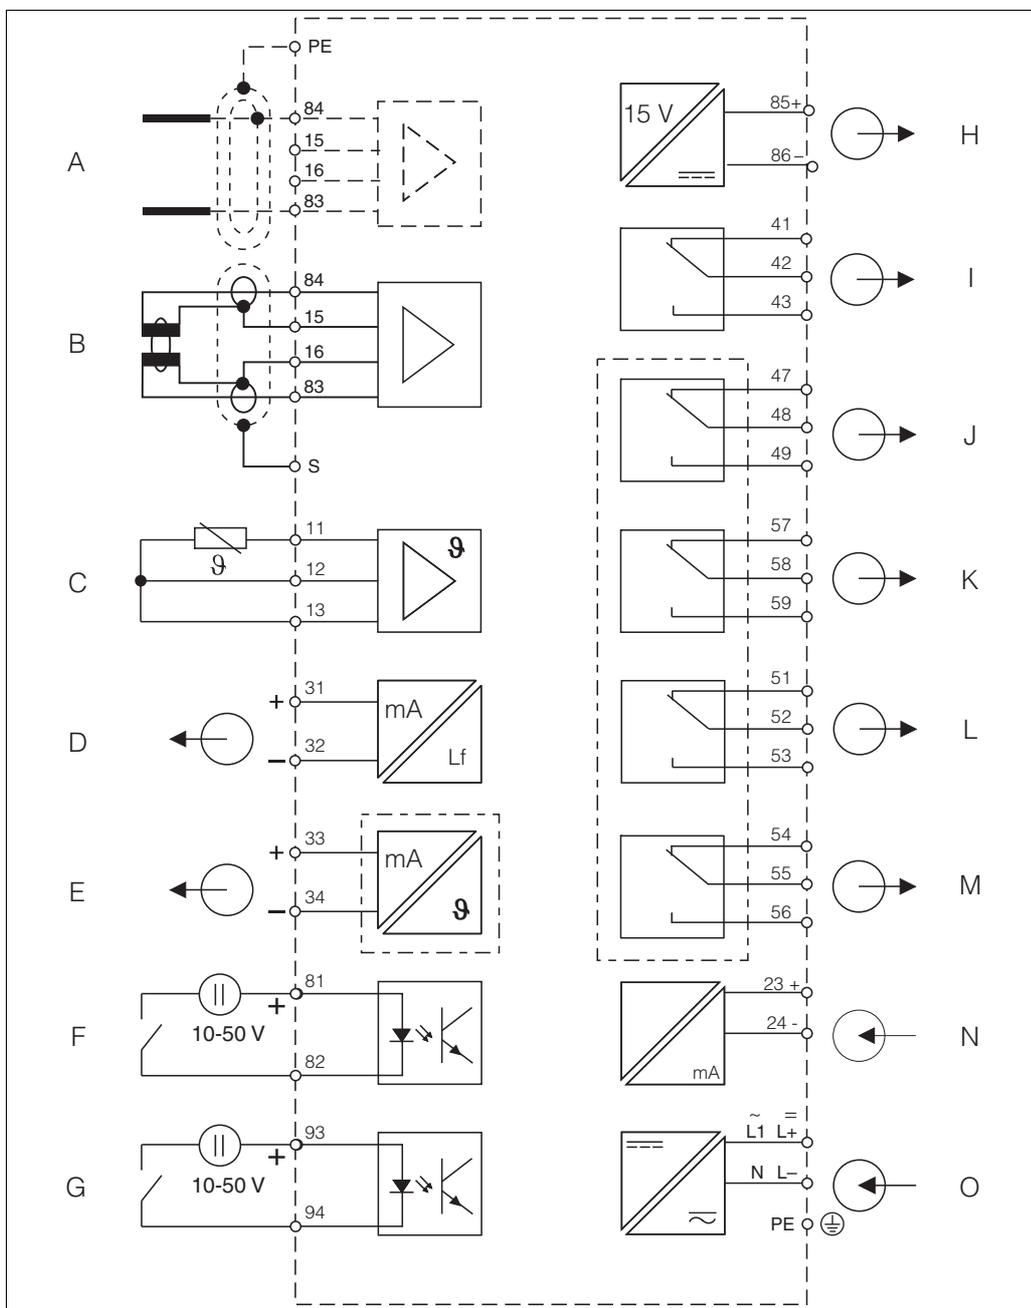 PE
A
84
15
16
83
B
84
15
16
83
S
C
ϑ
11
12
13
ϑ
D
+ 31
− 32
mA
Lf
E
+ 33
− 34
mA
ϑ
F
10-50 V
81
+
82
G
10-50 V
93
+
94
15 V
85+
86−
H
41
42
43
I
47
48
49
J
57
58
59
K
51
52
53
L
54
55
56
M
23 +
24 -
mA
N
~ =
L1 L+
N L−
PE
O